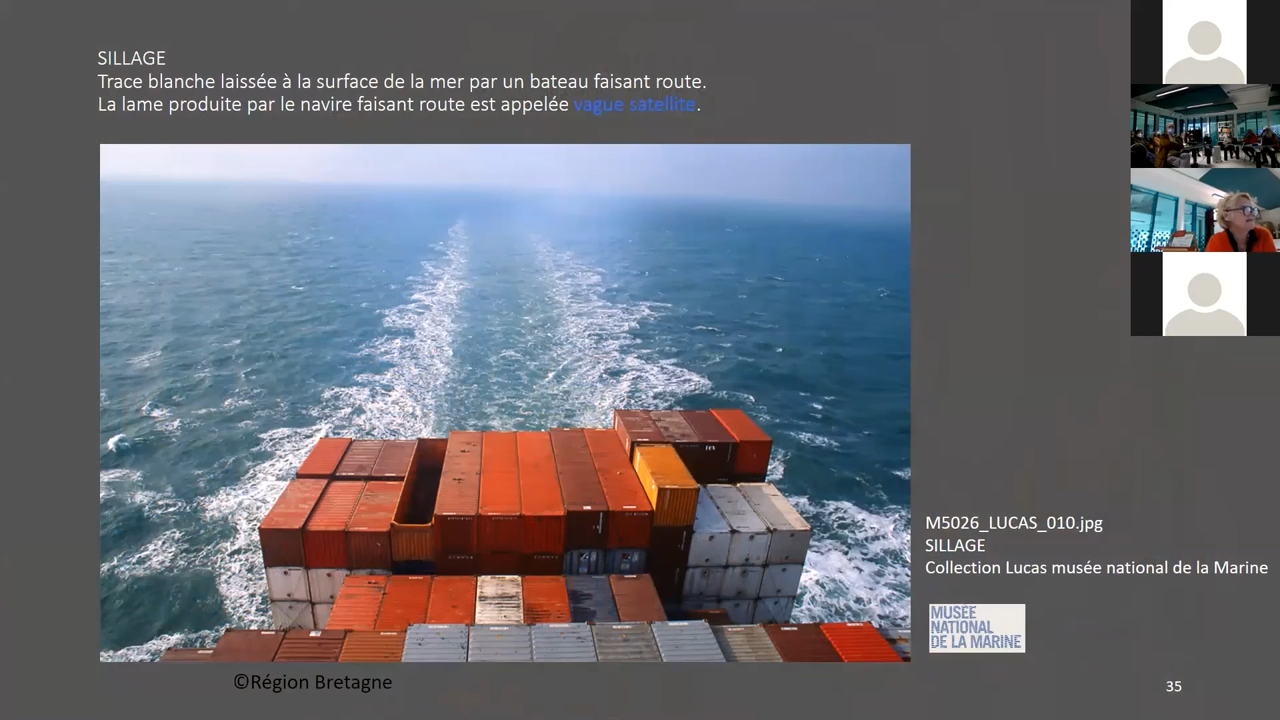 SILLAGE
Trace blanche laissée à la surface de la mer par un bateau faisant route.
La lame produite par le navire faisant route est appelée vague satellite.
M5026_LUCAS_010.jpg
SILLAGE
Collection Lucas musée national de la Marine
MUSÉE
NATIONAL
DE LA MARINE
©Région Bretagne
35